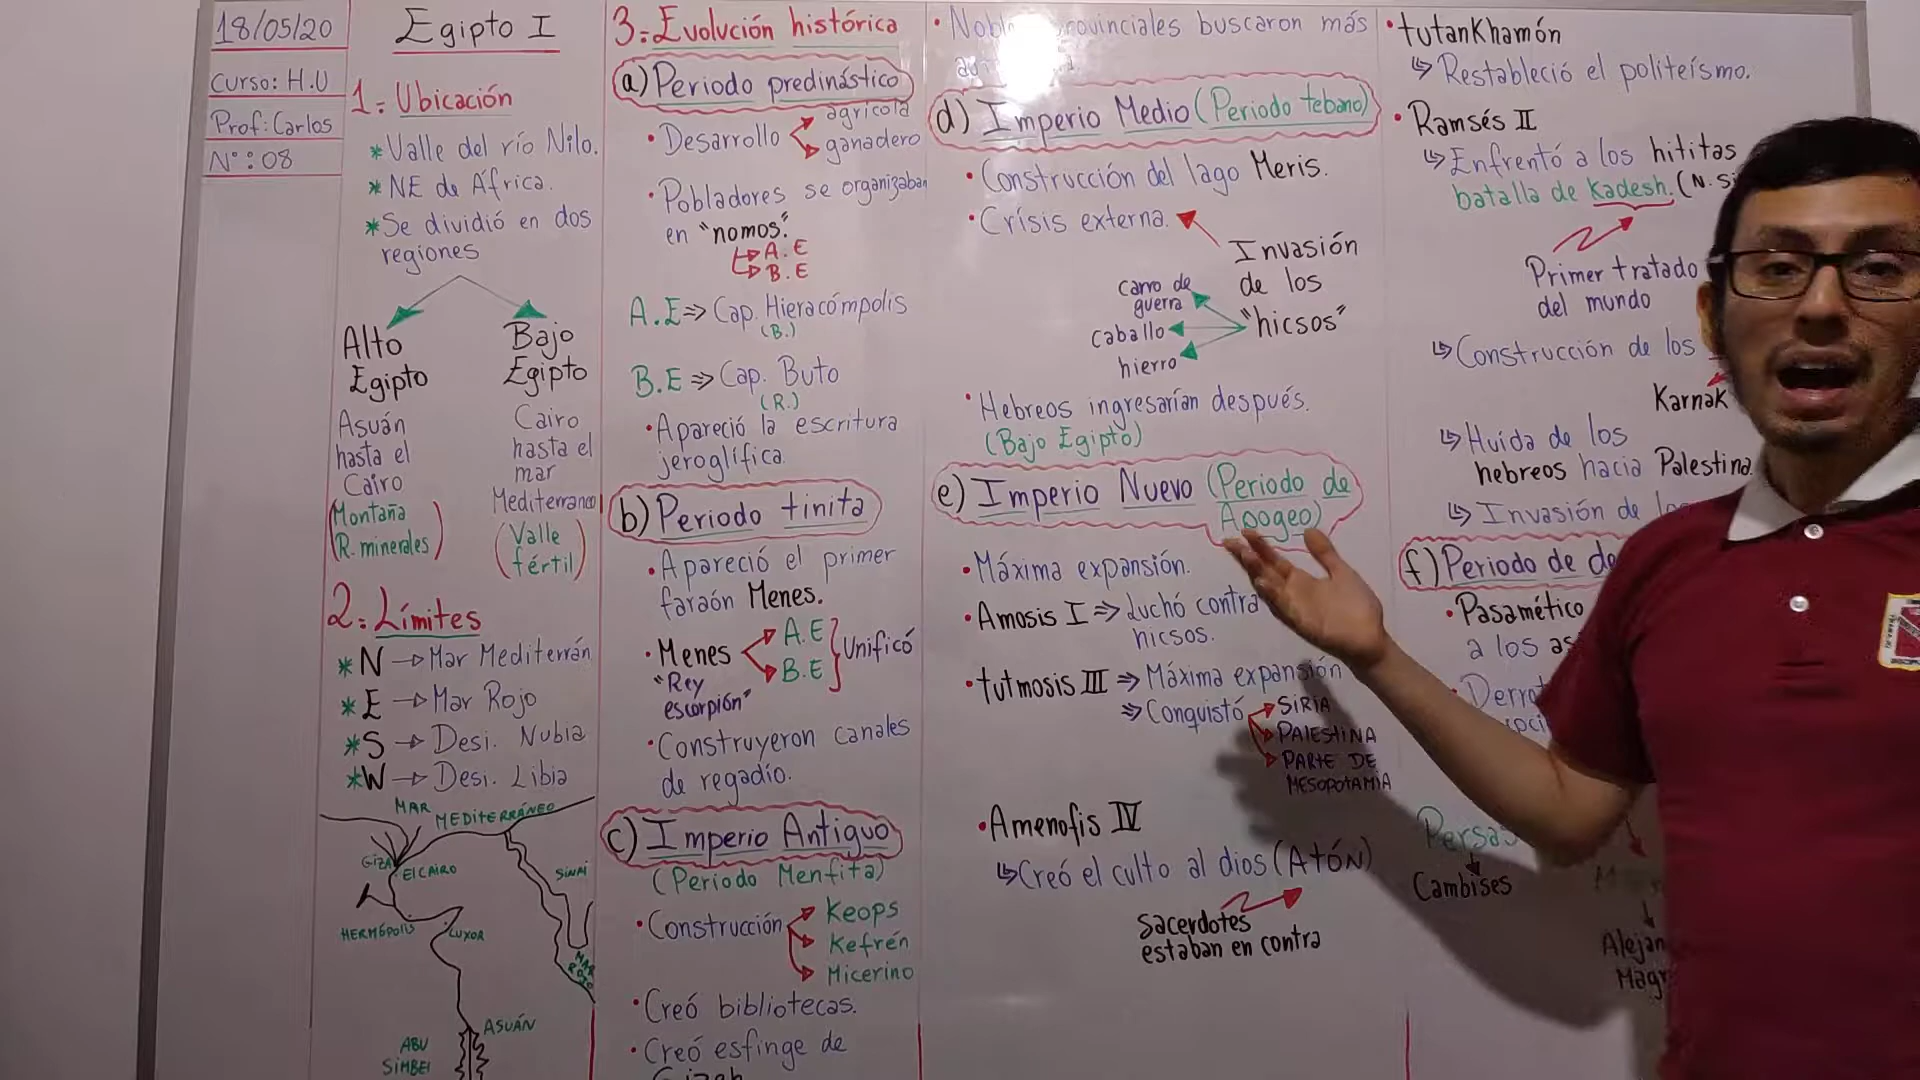 18/05/20
Curso: H.U
Prof: Carlos
N°: 08
Egipto I
1.- Ubicación
* Valle del río Nilo.
* NE de África.
* Se dividió en dos
regiones
Alto
Egipto
Asuán
hasta el
Cairo
(Montaña
R. minerales)
Bajo
Egipto
Cairo
hasta el
mar
Mediterraneo
(Valle
fértil)
2.- Límites
* N → Mar Mediterrán
* E → Mar Rojo
* S → Desi. Nubia
* W → Desi. Libia
MAR MEDITERRÁNEO
GIZA
El CAIRO
SINAI
HERMÓPOLIS
LUXOR
MAR
ROJO
ASUÁN
ABU
SIMBEl
3.- Evolución histórica
a) Periodo predinástico
• Desarrollo
agrícola
ganadero
• Pobladores se organizaban
en "nomos."
A.E
B.E
A.E ⇒ Cap. Hieracómpolis
(B.)
B.E ⇒ Cap. Buto
(R.)
• Apareció la escritura
jeroglífica.
b) Periodo tinita
• Apareció el primer
faraón Menes.
• Menes
"Rey
escorpión"
A.E
B.E
Unificó
• Construyeron canales
de regadío.
c) Imperio Antiguo
(Periodo Menfita)
• Construcción
Keops
Kefrén
Micerino
• Creó bibliotecas.
• Creó esfinge de
Gizeh
• buscaron más
d) Imperio Medio (Periodo tebano)
• Construcción del lago Meris.
• Crísis externa.
Invasión
de los
"hicsos"
carro de
guerra
caballo
hierro
• Hebreos ingresarían después.
(Bajo Egipto)
e) Imperio Nuevo (Periodo de
Apogeo)
• Máxima expansión.
• Amosis I ⇒ Luchó contra
hicsos.
• tutmosis III ⇒ Máxima expansión
⇒ Conquistó
SIRIA
PALESTINA
PARTE DE
MESOPOTAMIA
• Amenofis IV
↳ Creó el culto al dios (Atón)
sacerdotes
estaban en contra
• tutanKhamón
↳ Restableció el politeísmo.
• Ramsés II
↳ Enfrentó a los hititas
batalla de Kadesh. (N. Si
Primer tratado
del mundo
↳ Construcción de los
Karnak
↳ Huída de los
hebreos hacia Palestina
↳ Invasión de
f) Periodo de de
• Pasamético
a los as
Persas
Cambises
Alejan
Magn